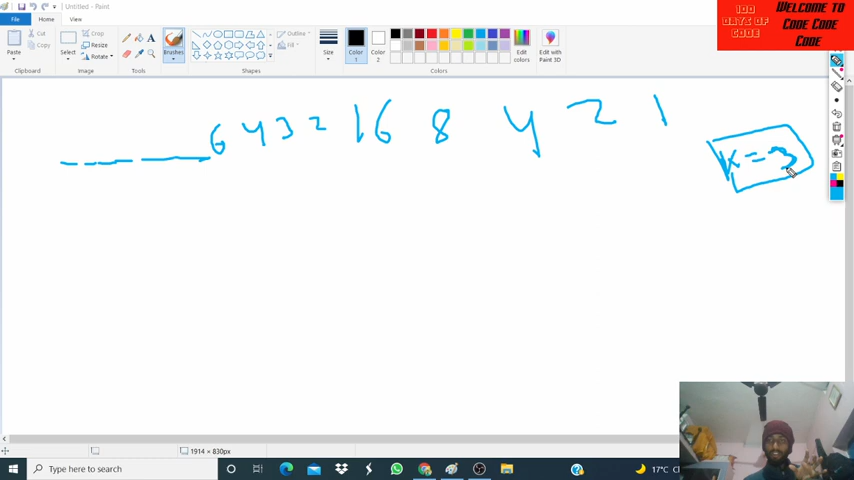 Untitled - Paint
File Home View
Paste Cut Copy Clipboard
Select Crop Resize Rotate Image
Tools
Brushes
Outline Fill Shapes
Size
Color 1 Color 2 Colors
Edit colors
Edit with Paint 3D
100 DAYS OF CODE
WELCOME TO CODE CODE CODE
64 32 16 8 4 2 1
K = 3
1914 × 830px
Type here to search
17°C